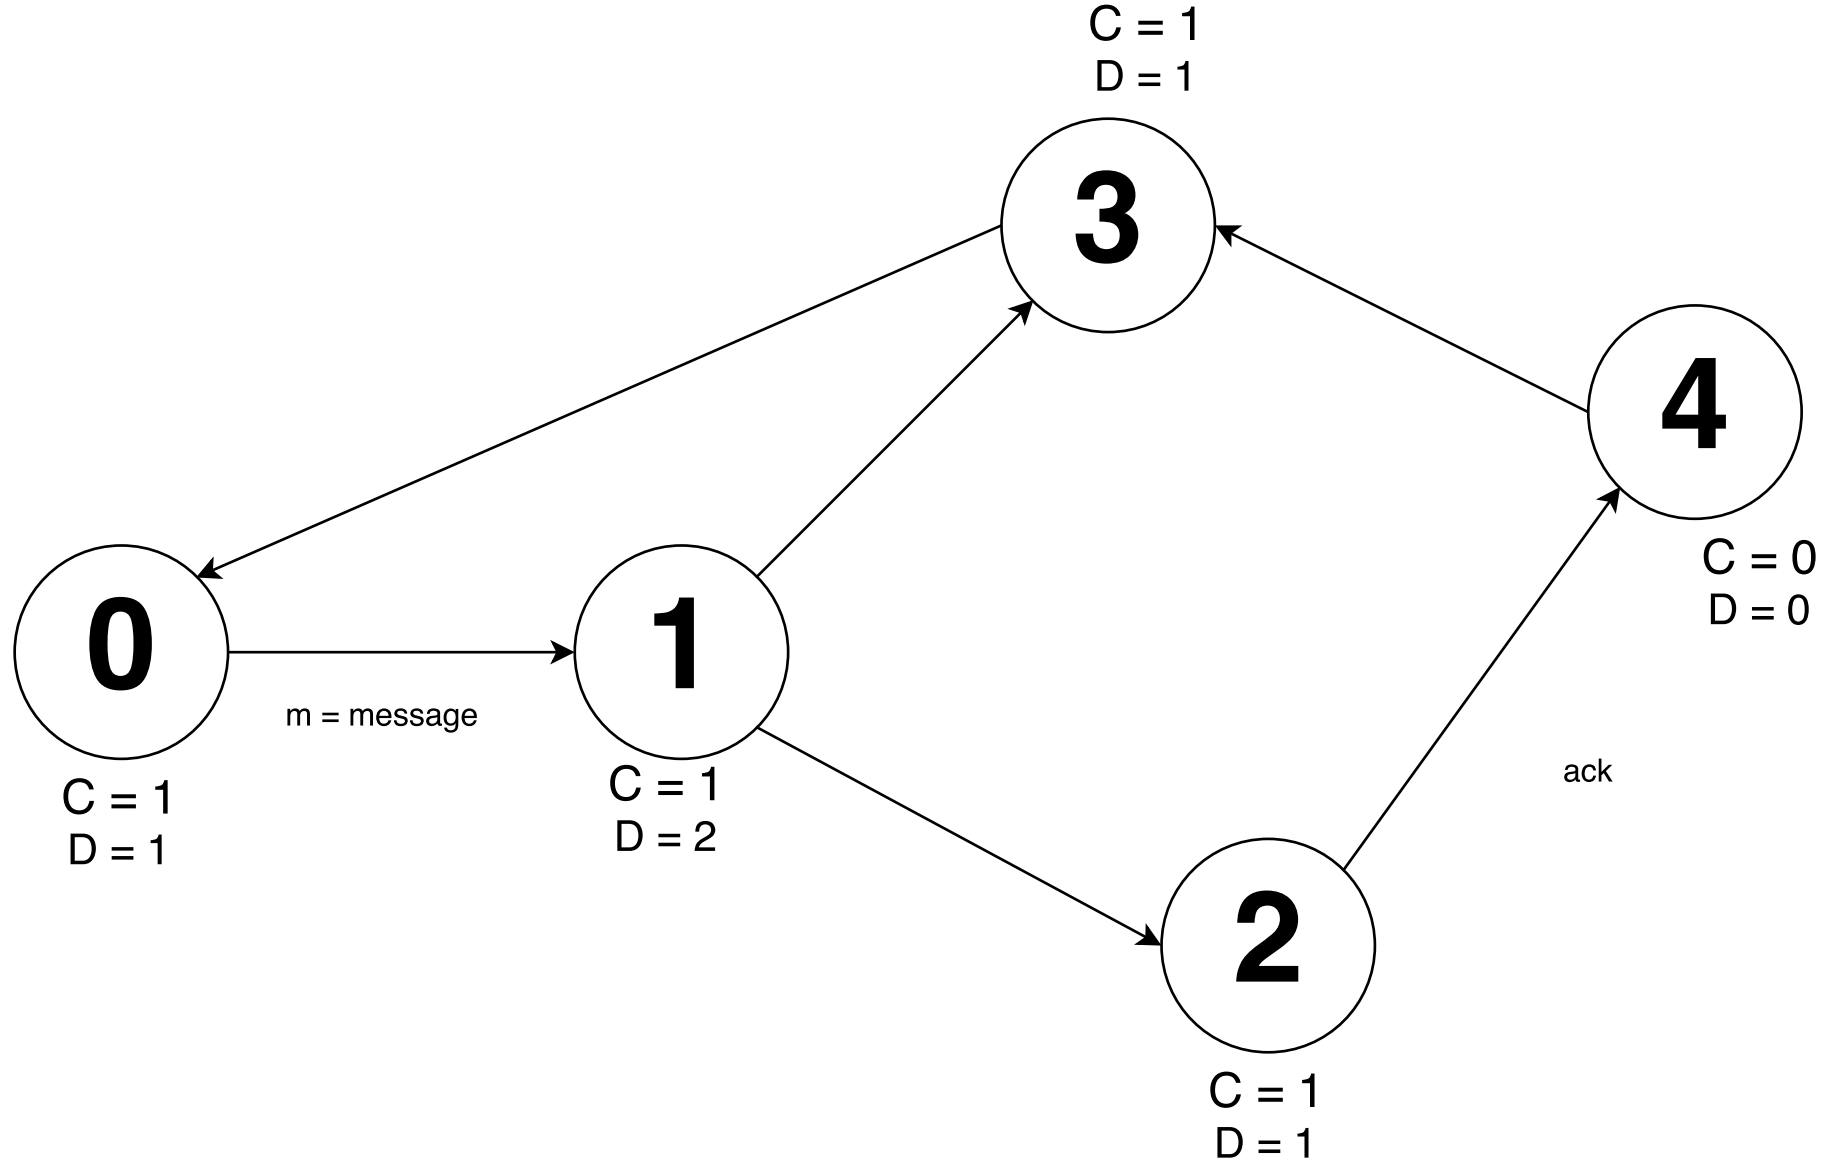 C = 1
D = 1
3
4
C = 0
D = 0
0
1
m = message
C = 1
D = 1
C = 1
D = 2
ack
2
C = 1
D = 1